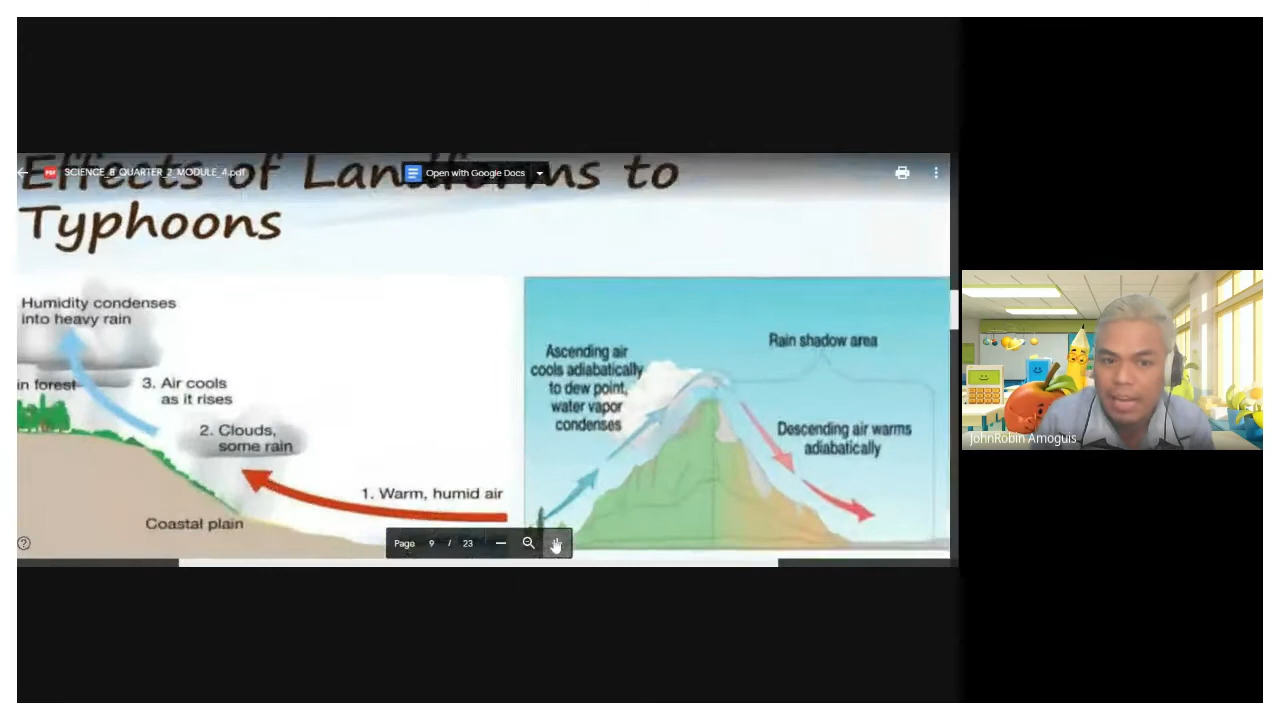 Effects of Landforms to
Typhoons
SCIENCE_8_QUARTER_2_MODULE_4.pdf
Open with Google Docs
Humidity condenses
into heavy rain
in forest
3. Air cools
as it rises
2. Clouds,
some rain
1. Warm, humid air
Coastal plain
Ascending air
cools adiabatically
to dew point,
water vapor
condenses
Rain shadow area
Descending air warms
adiabatically
Page 9 / 23
JohnRobin Amoguis